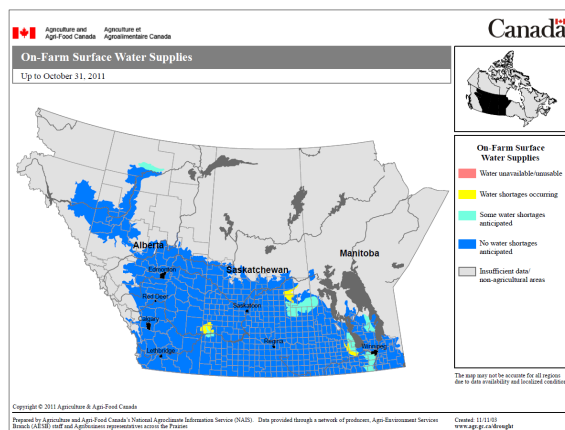 Agriculture and Agri-Food Canada
Agriculture et Agroalimentaire Canada
Canada
On-Farm Surface Water Supplies
Up to October 31, 2011
On-Farm Surface
Water Supplies
Water unavailable/unusable
Water shortages occurring
Some water shortages
anticipated
No water shortages
anticipated
Insufficient data/
non-agricultural areas
Alberta
Edmonton
Red Deer
Calgary
Lethbridge
Saskatchewan
Saskatoon
Regina
Manitoba
Winnipeg
The map may not be accurate for all regions
due to data availability and localized conditions
Copyright © 2011 Agriculture & Agri-Food Canada
Prepared by Agriculture and Agri-Food Canada's National Agroclimate Information Service (NAIS). Data provided through a network of producers, Agri-Environment Services
Branch (AESB) staff and Agribusiness representatives across the Prairies
Created: 11/11/03
www.agr.gc.ca/drought